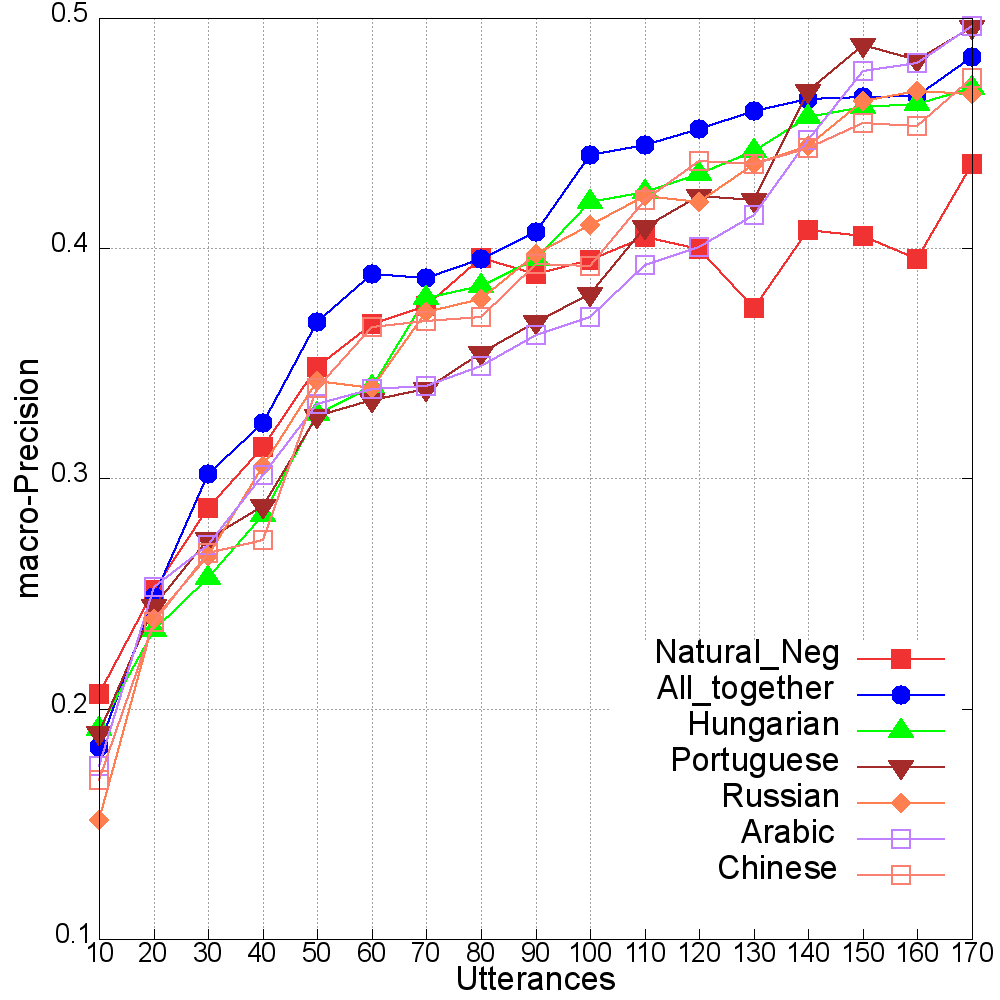 0.5
0.4
0.3
0.2
0.1
macro-Precision
Natural_Neg
All_together
Hungarian
Portuguese
Russian
Arabic
Chinese
10 20 30 40 50 60 70 80 90 100 110 120 130 140 150 160 170
Utterances